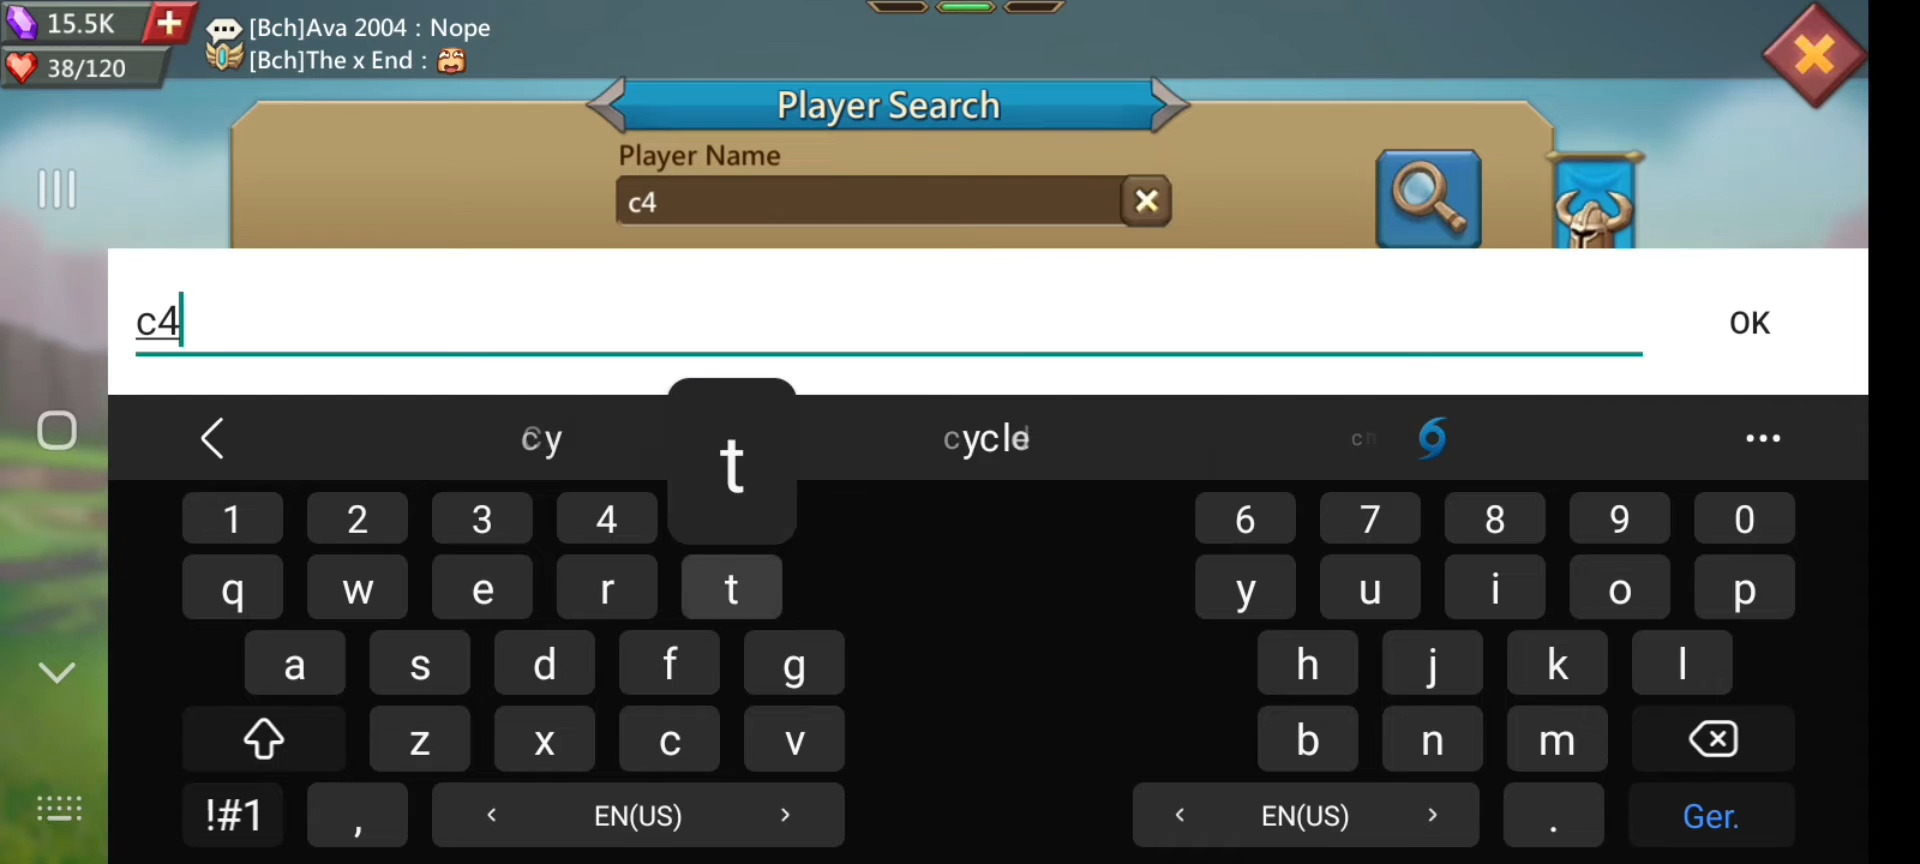 15.5K
[Bch]Ava 2004 : Nope
38/120
[Bch]The x End :
Player Search
Player Name
c4
c4
OK
cy
cycle
t
1 2 3 4 6 7 8 9 0
q w e r t y u i o p
a s d f g h j k l
z x c v b n m
!#1 , < EN(US) > < EN(US) > . Ger.